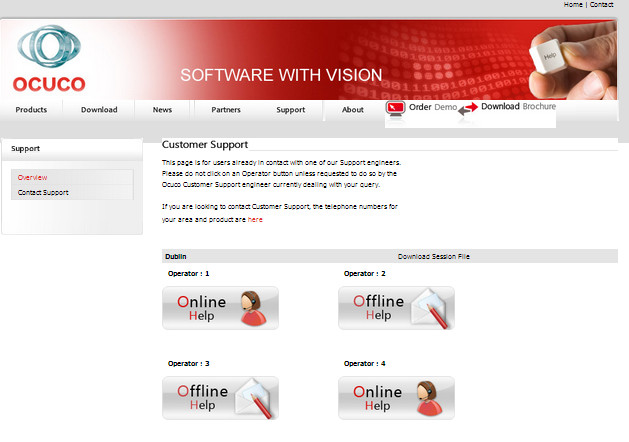 Home | Contact
OCUCO
SOFTWARE WITH VISION
Help
Products Download News Partners Support About Order Demo Download Brochure
Support
Overview
Contact Support
Customer Support
This page is for users already in contact with one of our Support engineers.
Please do not click on an Operator button unless requested to do so by the
Ocuco Customer Support engineer currently dealing with your query.
If you are looking to contact Customer Support, the telephone numbers for
your area and product are here
Dublin Download Session File
Operator : 1 Operator : 2
Online Help
Offline Help
Operator : 3 Operator : 4
Offline Help
Online Help